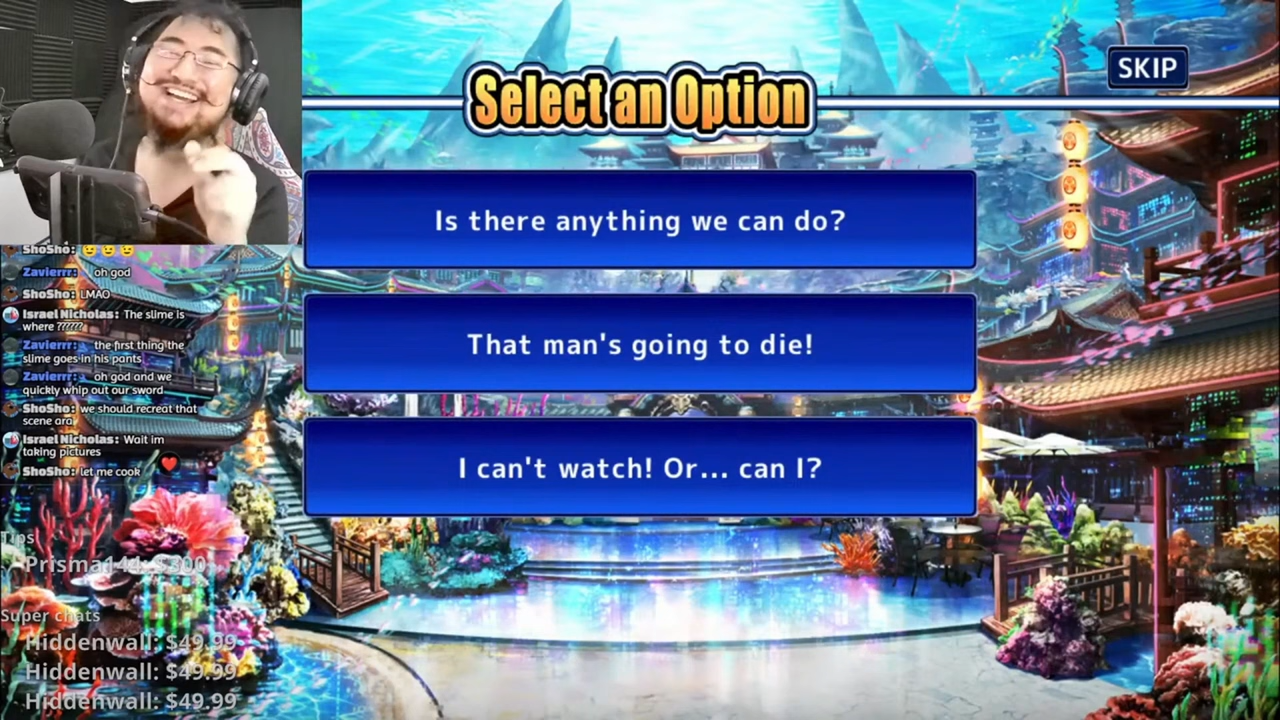 Select an Option
SKIP
Is there anything we can do?
That man's going to die!
I can't watch! Or... can I?
ShoSho: 😉 😉 😉
Zavierrr: oh god
ShoSho: LMAO
Israel Nicholas: The slime is
where ??????
Zavierrr: the first thing the
slime goes in his pants
Zavierrr: oh god and we
quickly whip out our sword
ShoSho: we should recreat that
scene ara
Israel Nicholas: Wait im
taking pictures
ShoSho: let me cook
Tips
Prisma144: $300
Super chats
Hiddenwall: $49.99
Hiddenwall: $49.99
Hiddenwall: $49.99